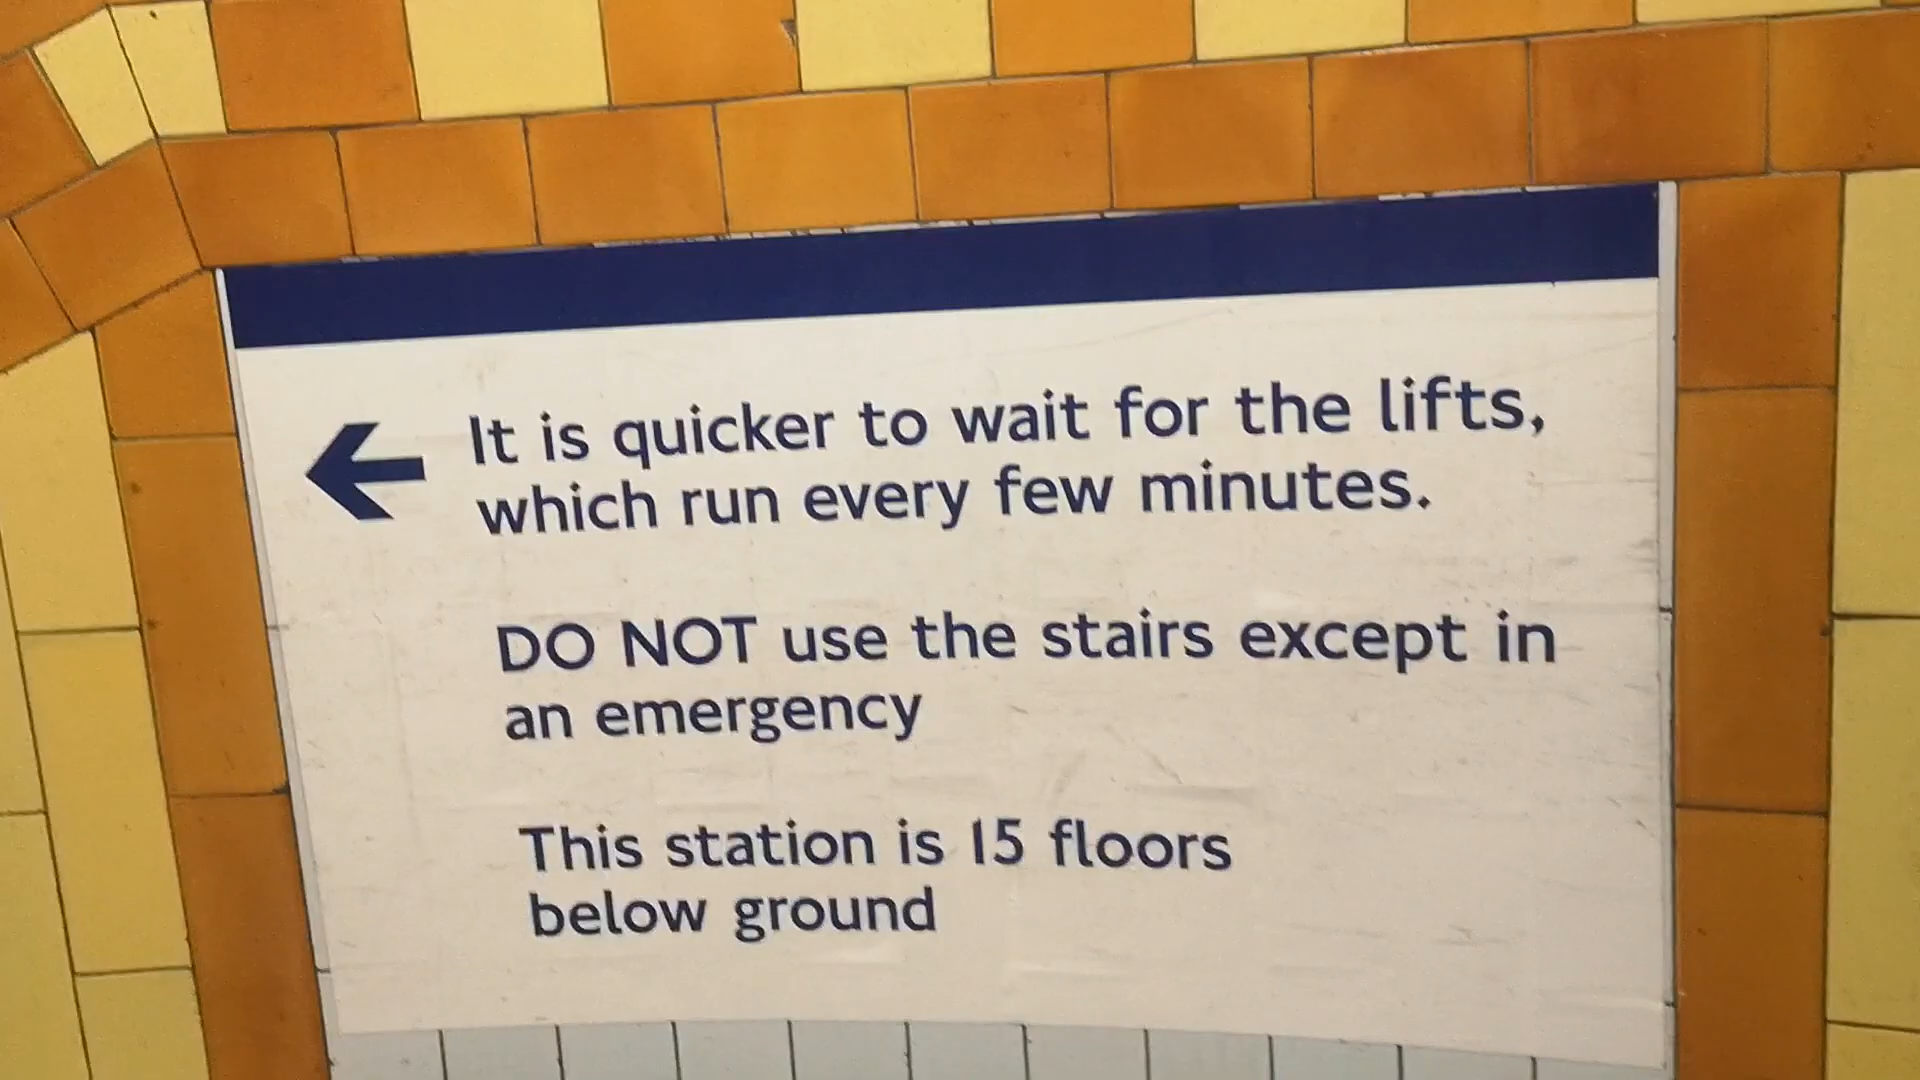 It is quicker to wait for the lifts,
which run every few minutes.
DO NOT use the stairs except in
an emergency
This station is 15 floors
below ground